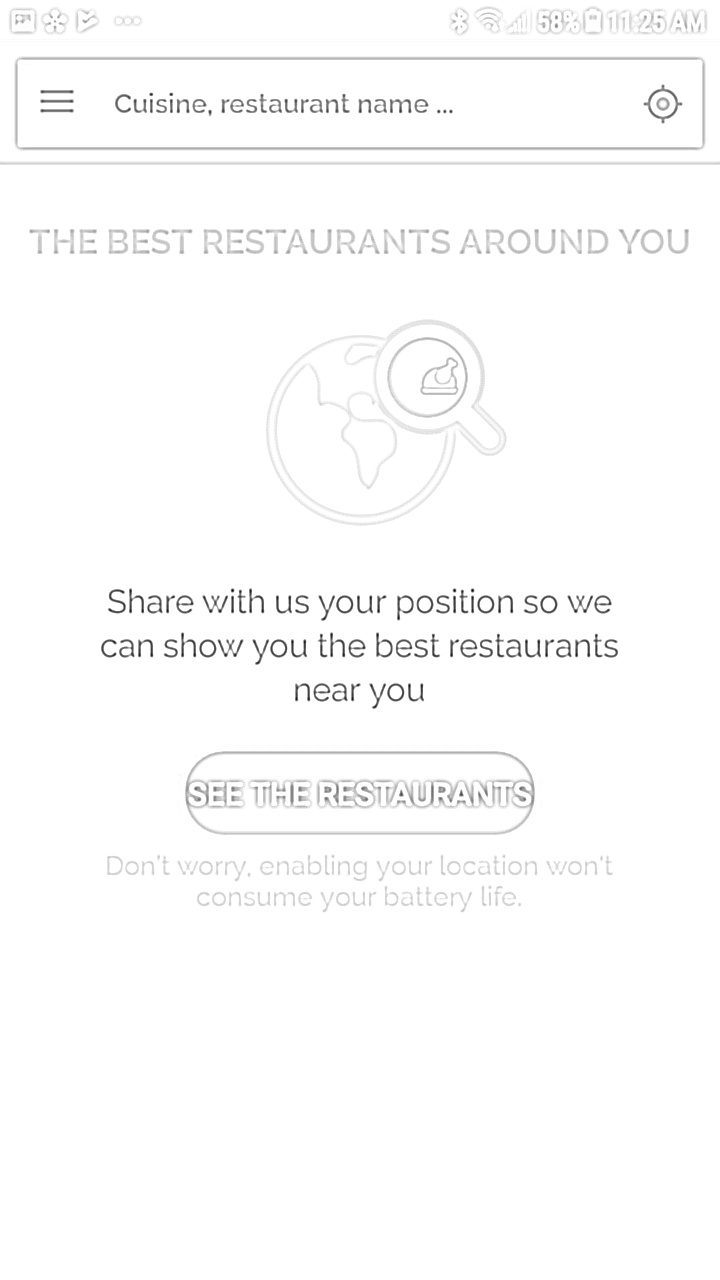 58% 11:25 AM
Cuisine, restaurant name ...
THE BEST RESTAURANTS AROUND YOU
Share with us your position so we
can show you the best restaurants
near you
SEE THE RESTAURANTS
Don't worry, enabling your location won't
consume your battery life.